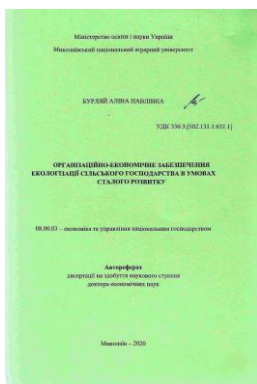 Міністерство освіти і науки України
Миколаївський національний аграрний університет
БУРЛЯЙ АЛІНА ПАВЛІВНА
УДК 330.3:[502.131.1:631.1]
ОРГАНІЗАЦІЙНО-ЕКОНОМІЧНЕ ЗАБЕЗПЕЧЕННЯ
ЕКОЛОГІЗАЦІЇ СІЛЬСЬКОГО ГОСПОДАРСТВА В УМОВАХ
СТАЛОГО РОЗВИТКУ
08.00.03 – економіка та управління національним господарством
Автореферат
дисертації на здобуття наукового ступеня
доктора економічних наук
Миколаїв – 2020